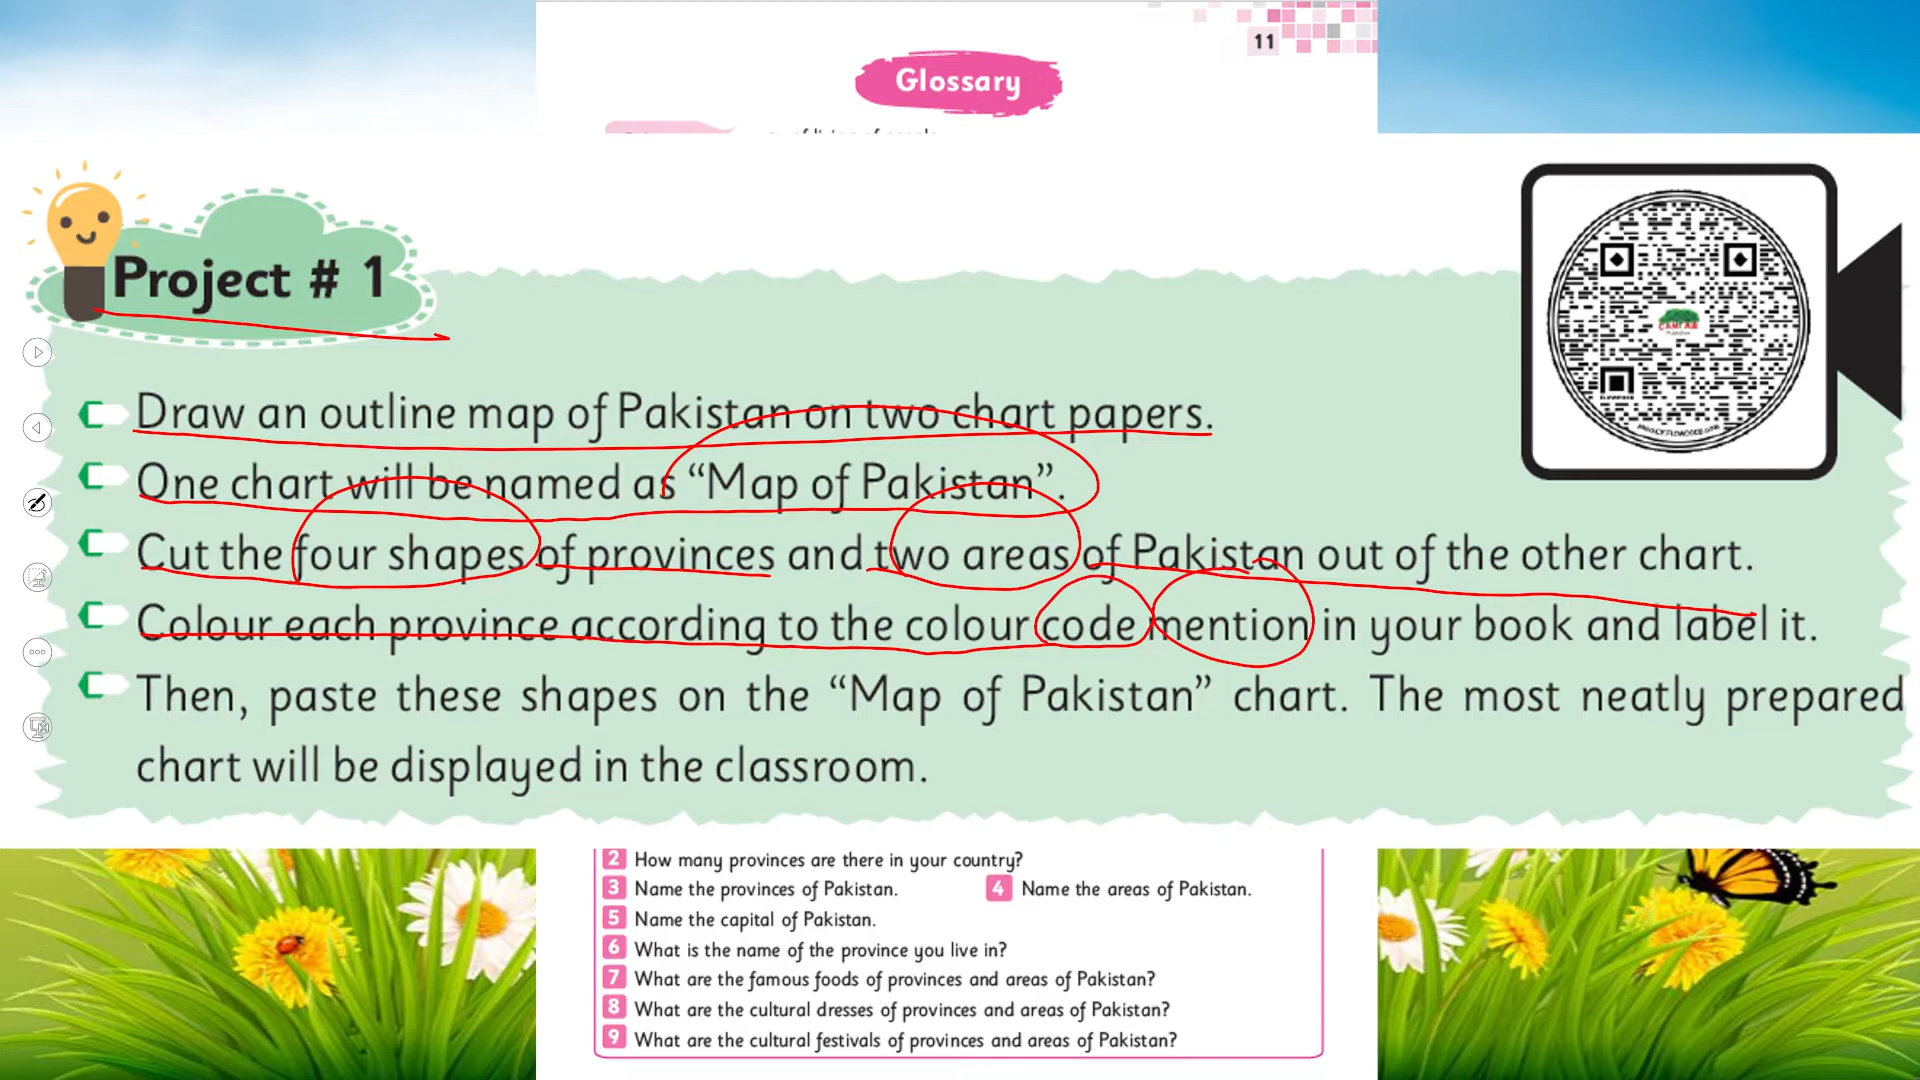 11
Glossary
Project # 1
Draw an outline map of Pakistan on two chart papers.
One chart will be named as “Map of Pakistan”.
Cut the four shapes of provinces and two areas of Pakistan out of the other chart.
Colour each province according to the colour code mention in your book and label it.
Then, paste these shapes on the “Map of Pakistan” chart. The most neatly prepared
chart will be displayed in the classroom.
2 How many provinces are there in your country?
3 Name the provinces of Pakistan. 4 Name the areas of Pakistan.
5 Name the capital of Pakistan.
6 What is the name of the province you live in?
7 What are the famous foods of provinces and areas of Pakistan?
8 What are the cultural dresses of provinces and areas of Pakistan?
9 What are the cultural festivals of provinces and areas of Pakistan?